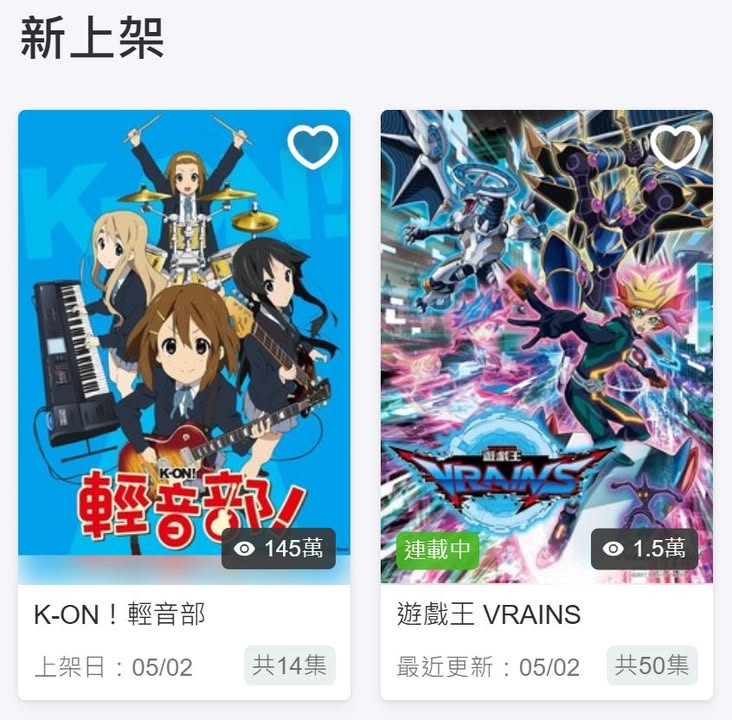 新上架
K-ON!
K-ON!
輕音部!
145萬
K-ON！輕音部
上架日：05/02
共14集
遊戲王
VRAINS
連載中
1.5萬
遊戲王 VRAINS
最近更新：05/02
共50集